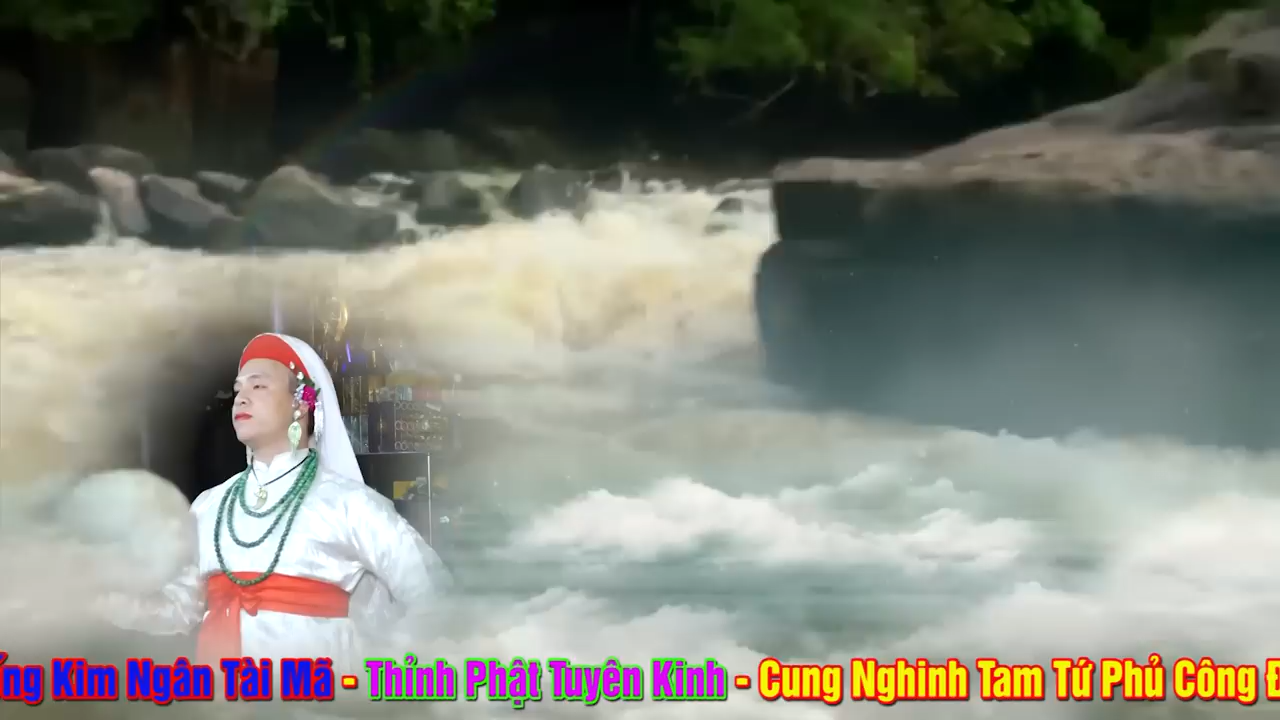 Kim Ngân Tài Mã - Thỉnh Phật Tuyên Kinh - Cung Nghinh Tam Tứ Phủ Công